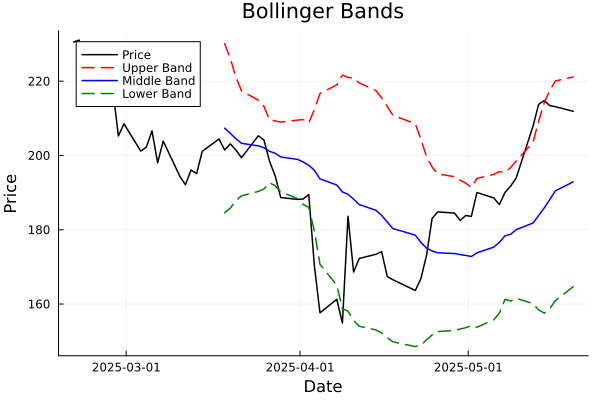 Bollinger Bands
Price
Upper Band
Middle Band
Lower Band
220
200
180
160
Price
2025-03-01
2025-04-01
2025-05-01
Date